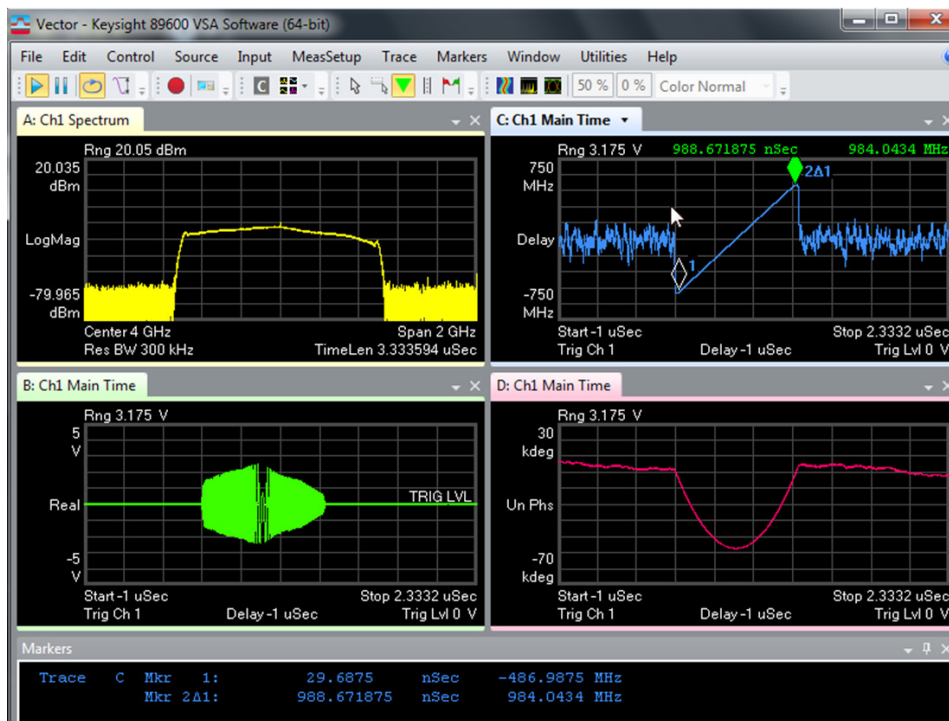 Vector - Keysight 89600 VSA Software (64-bit)
File Edit Control Source Input MeasSetup Trace Markers Window Utilities Help
C 50 % 0 % Color Normal
A: Ch1 Spectrum
Rng 20.05 dBm
20.035
dBm
LogMag
-79.965
dBm
Center 4 GHz Span 2 GHz
Res BW 300 kHz TimeLen 3.333594 uSec
C: Ch1 Main Time
Rng 3.175 V 988.671875 nSec 984.0434 MHz
750
MHz
2Δ1
Delay
1
-750
MHz
Start -1 uSec Stop 2.3332 uSec
Trig Ch 1 Delay -1 uSec Trig Lvl 0 V
B: Ch1 Main Time
Rng 3.175 V
5
V
Real
TRIG LVL
-5
V
Start -1 uSec Stop 2.3332 uSec
Trig Ch 1 Delay -1 uSec Trig Lvl 0 V
D: Ch1 Main Time
Rng 3.175 V
30
kdeg
Un Phs
-70
kdeg
Start -1 uSec Stop 2.3332 uSec
Trig Ch 1 Delay -1 uSec Trig Lvl 0 V
Markers
Trace C Mkr 1: 29.6875 nSec -486.9875 MHz
Mkr 2Δ1: 988.671875 nSec 984.0434 MHz